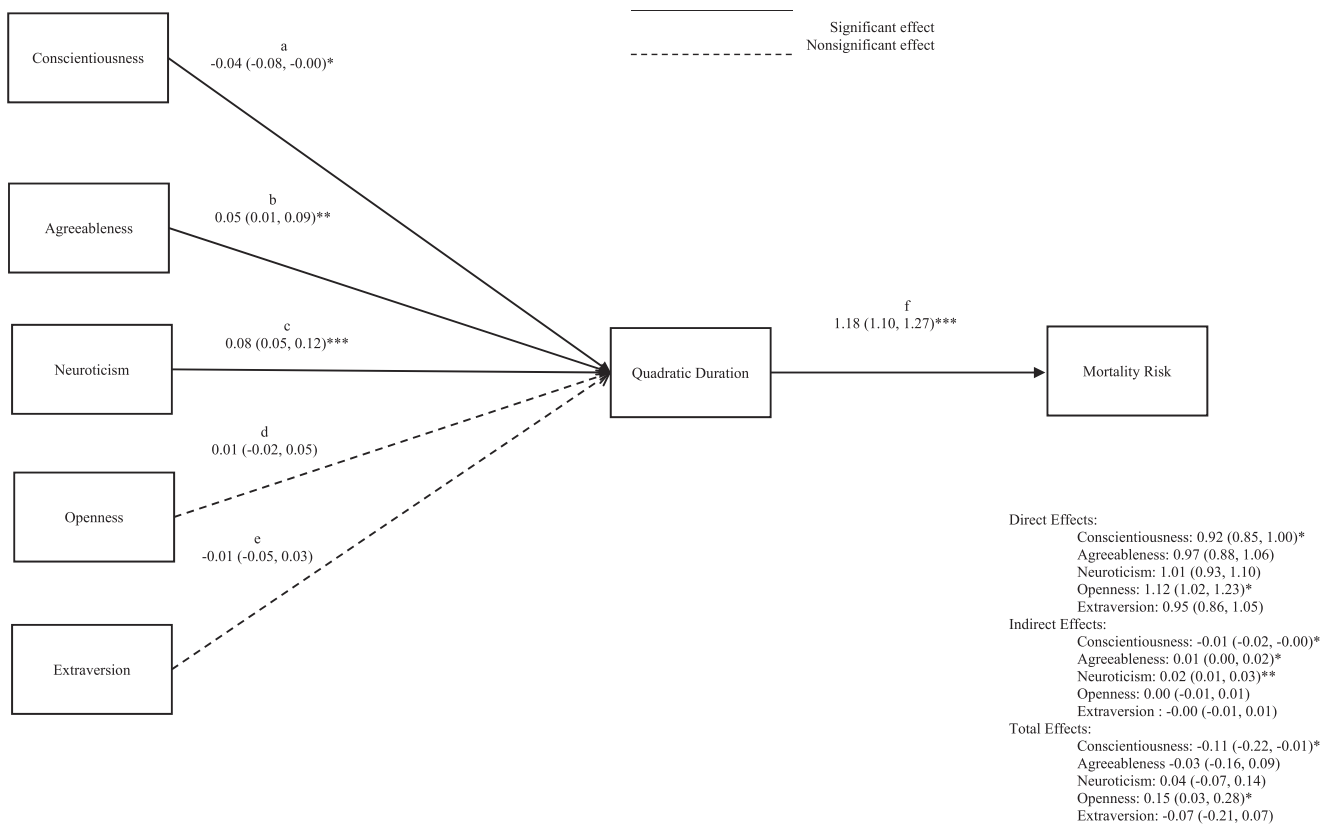 Conscientiousness
a
-0.04 (-0.08, -0.00)*
Significant effect
Nonsignificant effect
Agreeableness
b
0.05 (0.01, 0.09)**
Neuroticism
c
0.08 (0.05, 0.12)***
Quadratic Duration
f
1.18 (1.10, 1.27)***
Mortality Risk
Openness
d
0.01 (-0.02, 0.05)
Extraversion
e
-0.01 (-0.05, 0.03)
Direct Effects:
Conscientiousness: 0.92 (0.85, 1.00)*
Agreeableness: 0.97 (0.88, 1.06)
Neuroticism: 1.01 (0.93, 1.10)
Openness: 1.12 (1.02, 1.23)*
Extraversion: 0.95 (0.86, 1.05)
Indirect Effects:
Conscientiousness: -0.01 (-0.02, -0.00)*
Agreeableness: 0.01 (0.00, 0.02)*
Neuroticism: 0.02 (0.01, 0.03)**
Openness: 0.00 (-0.01, 0.01)
Extraversion : -0.00 (-0.01, 0.01)
Total Effects:
Conscientiousness: -0.11 (-0.22, -0.01)*
Agreeableness -0.03 (-0.16, 0.09)
Neuroticism: 0.04 (-0.07, 0.14)
Openness: 0.15 (0.03, 0.28)*
Extraversion: -0.07 (-0.21, 0.07)